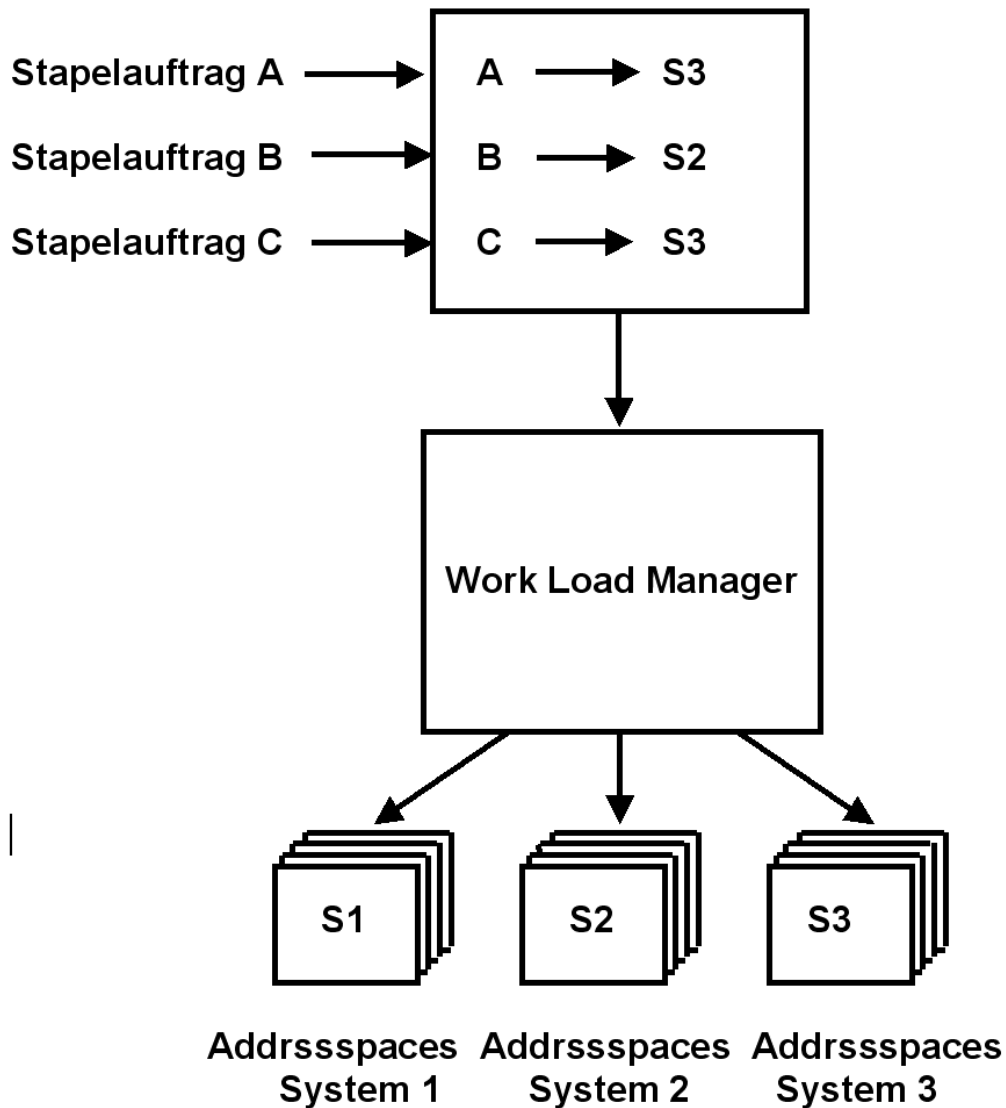 Stapelauftrag A A S3
Stapelauftrag B B S2
Stapelauftrag C C S3
Work Load Manager
S1 S2 S3
Addrssspaces Addrssspaces Addrssspaces
System 1 System 2 System 3